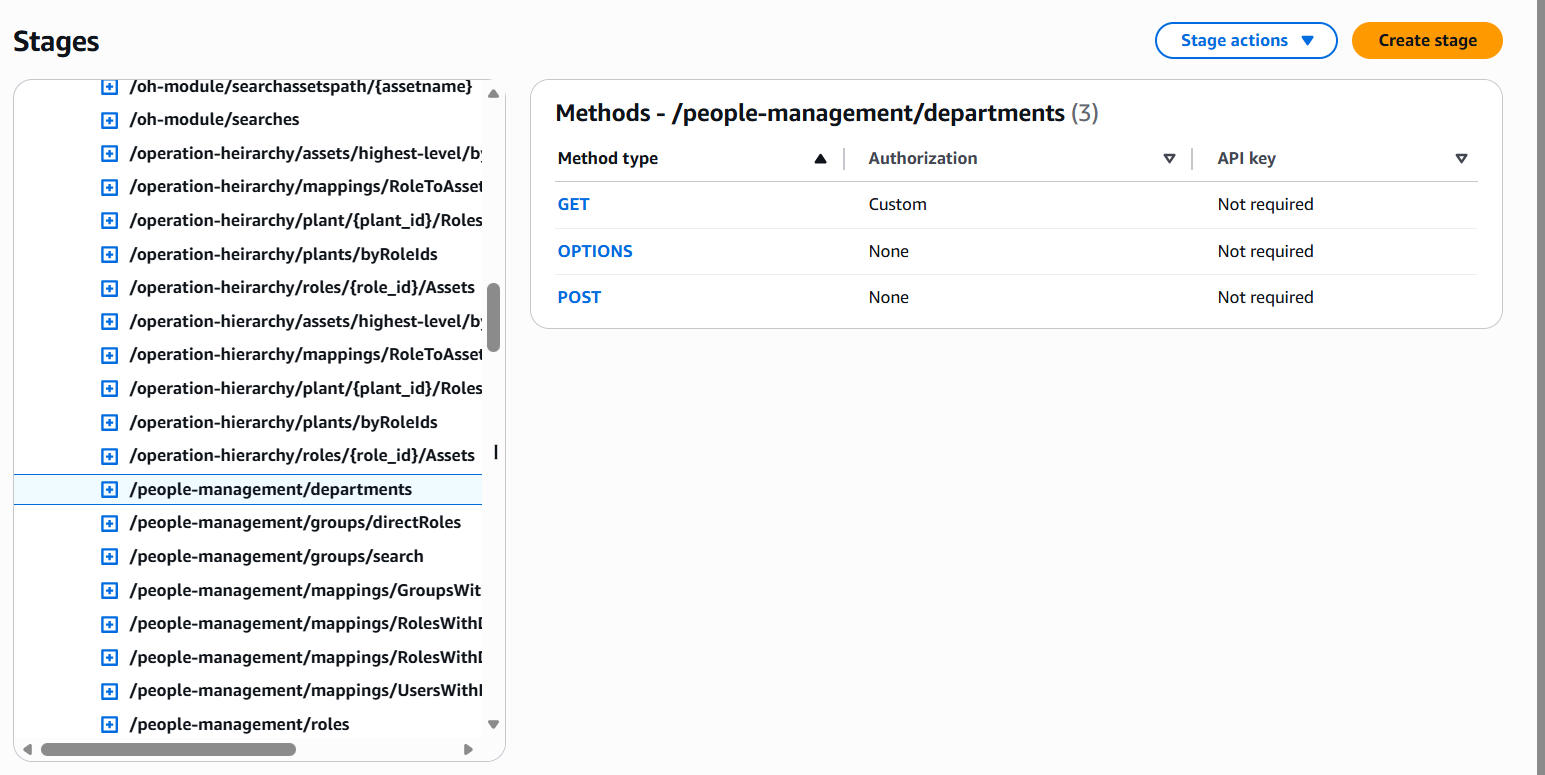 Stages
Stage actions
Create stage
/oh-module/searchassetspath/{assetname}
/oh-module/searches
/operation-heirarchy/assets/highest-level/by
/operation-heirarchy/mappings/RoleToAsset
/operation-heirarchy/plant/{plant_id}/Roles
/operation-heirarchy/plants/byRoleIds
/operation-heirarchy/roles/{role_id}/Assets
/operation-hierarchy/assets/highest-level/by
/operation-hierarchy/mappings/RoleToAsset
/operation-hierarchy/plant/{plant_id}/Roles
/operation-hierarchy/plants/byRoleIds
/operation-hierarchy/roles/{role_id}/Assets
/people-management/departments
/people-management/groups/directRoles
/people-management/groups/search
/people-management/mappings/GroupsWit
/people-management/mappings/RolesWithD
/people-management/mappings/RolesWithD
/people-management/mappings/UsersWithD
/people-management/roles
Methods - /people-management/departments (3)
Method type Authorization API key
GET Custom Not required
OPTIONS None Not required
POST None Not required